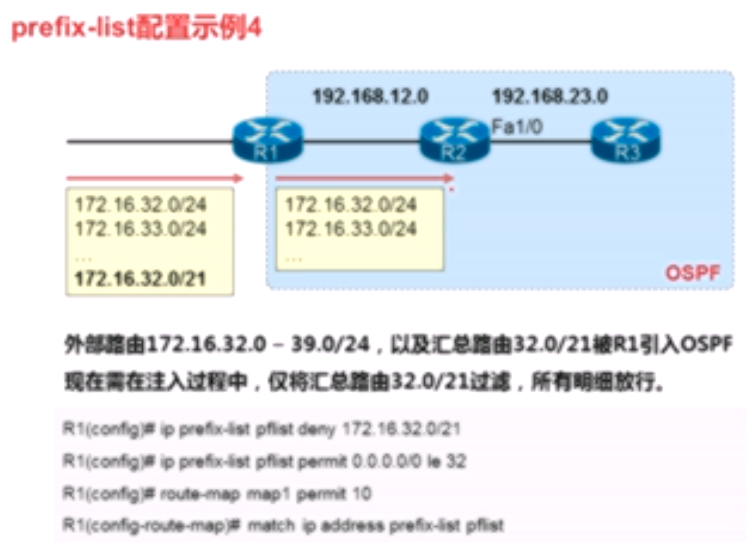 prefix-list配置示例4
192.168.12.0
192.168.23.0
Fa1/0
R1
R2
R3
172.16.32.0/24
172.16.33.0/24
...
172.16.32.0/21
172.16.32.0/24
172.16.33.0/24
...
OSPF
外部路由172.16.32.0 – 39.0/24，以及汇总路由32.0/21被R1引入OSPF
现在需在注入过程中，仅将汇总路由32.0/21过滤，所有明细放行。
R1(config)# ip prefix-list pflist deny 172.16.32.0/21
R1(config)# ip prefix-list pflist permit 0.0.0.0/0 le 32
R1(config)# route-map map1 permit 10
R1(config-route-map)# match ip address prefix-list pflist